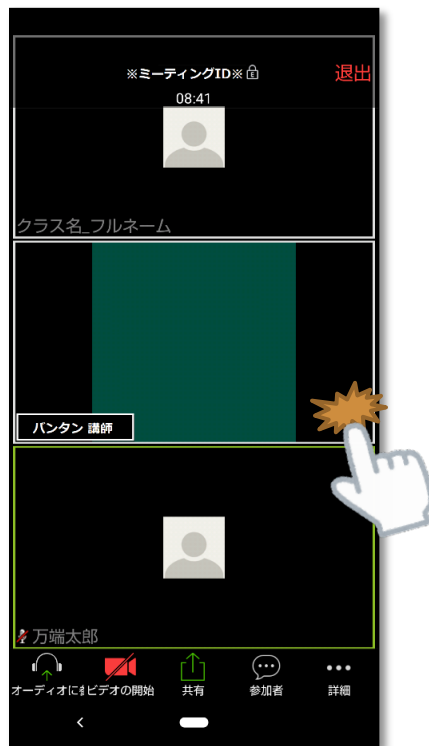 ※ミーティングID※
退出
08:41
クラス名_フルネーム
バンタン 講師
万端太郎
オーディオに参
ビデオの開始
共有
参加者
詳細